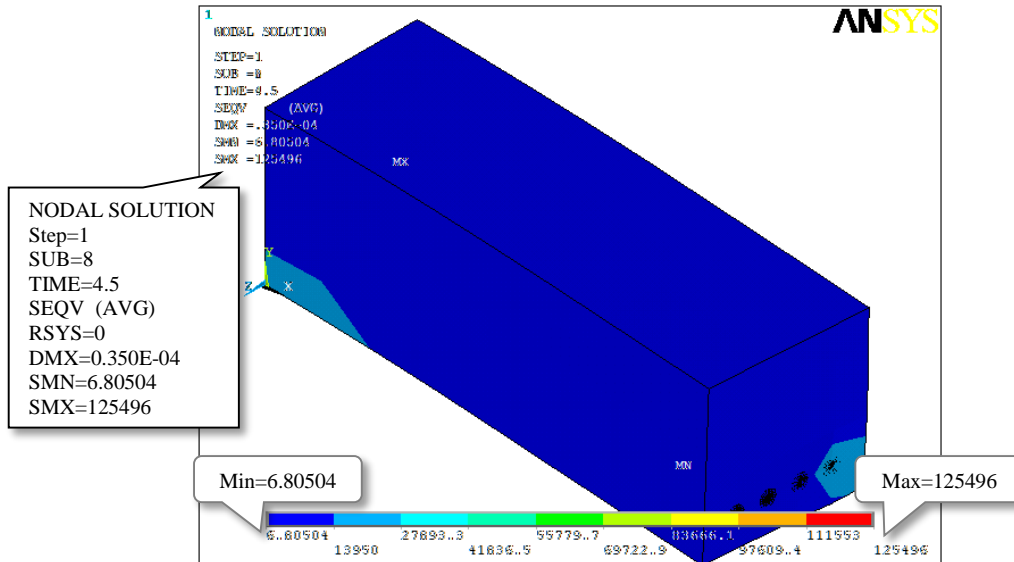 1
NODAL SOLUTION
STEP=1
SUB =8
TIME=4.5
SEQV (AVG)
DMX =.350E-04
SMN =6.80504
SMX =125496
ANSYS
MX
NODAL SOLUTION
Step=1
SUB=8
TIME=4.5
SEQV (AVG)
RSYS=0
DMX=0.350E-04
SMN=6.80504
SMX=125496
Y
Z X
MN
Min=6.80504
Max=125496
6.80504 27893.3 55779.7 83666.1 111553
13950 41836.5 69722.9 97609.4 125496